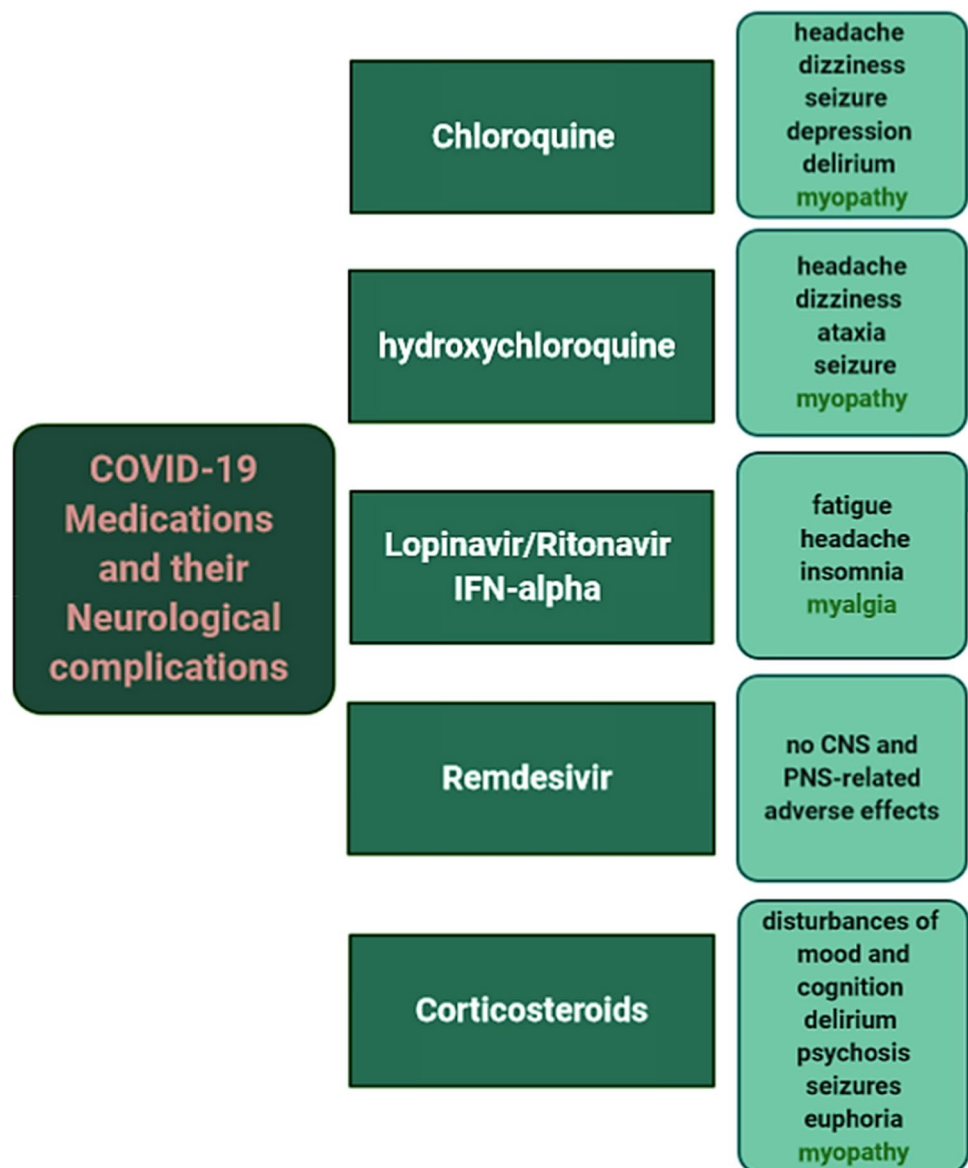 COVID-19
Medications
and their
Neurological
complications
Chloroquine
headache
dizziness
seizure
depression
delirium
myopathy
hydroxychloroquine
headache
dizziness
ataxia
seizure
myopathy
Lopinavir/Ritonavir
IFN-alpha
fatigue
headache
insomnia
myalgia
Remdesivir
no CNS and
PNS-related
adverse effects
Corticosteroids
disturbances of
mood and
cognition
delirium
psychosis
seizures
euphoria
myopathy